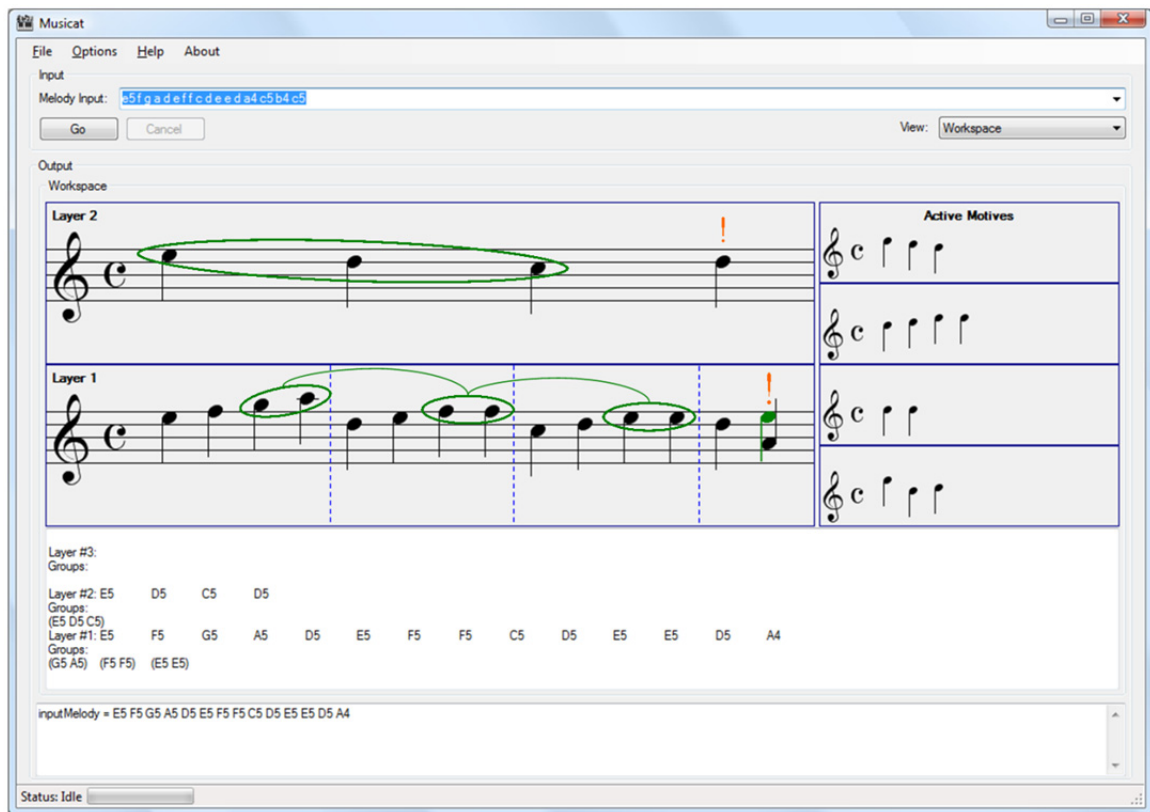 Musicat
File Options Help About
Input
Melody Input: e5f g a d e f f c d e e d a4 c5 b4 c5
Go Cancel View: Workspace
Output
Workspace
Layer 2
!
Active Motives
Layer 1
!
Layer #3:
Groups:
Layer #2: E5 D5 C5 D5
Groups:
(E5 D5 C5)
Layer #1: E5 F5 G5 A5 D5 E5 F5 F5 C5 D5 E5 E5 D5 A4
Groups:
(G5 A5) (F5 F5) (E5 E5)
inputMelody = E5 F5 G5 A5 D5 E5 F5 F5 C5 D5 E5 E5 D5 A4
Status: Idle